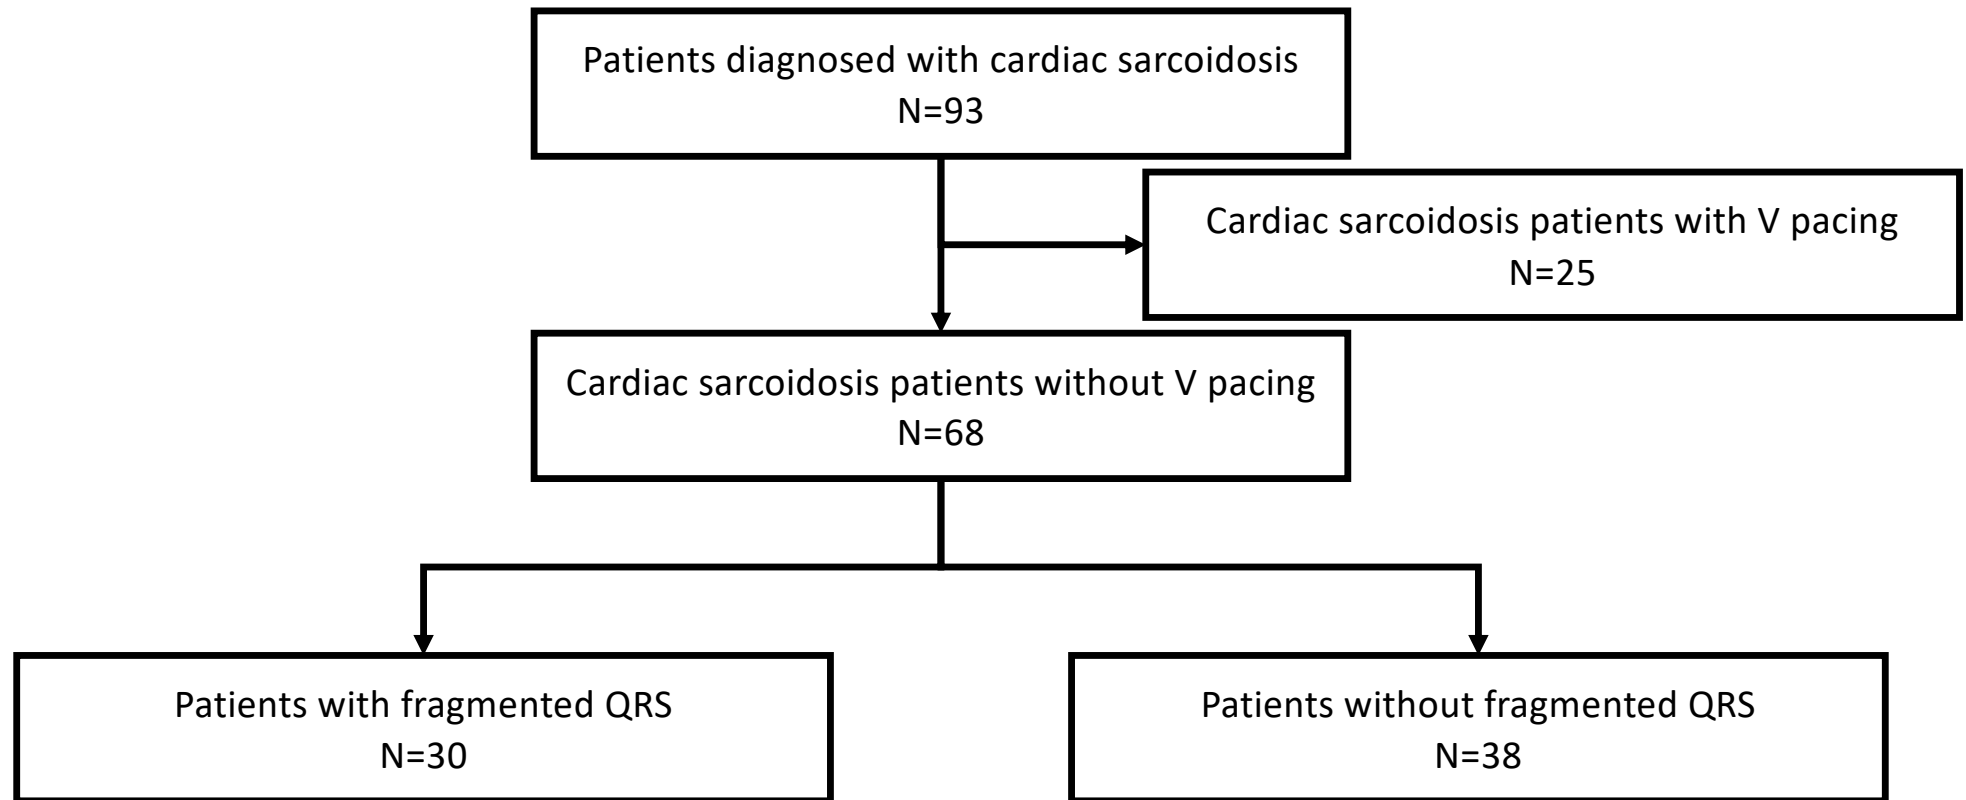 Patients diagnosed with cardiac sarcoidosis
N=93
Cardiac sarcoidosis patients with V pacing
N=25
Cardiac sarcoidosis patients without V pacing
N=68
Patients with fragmented QRS
N=30
Patients without fragmented QRS
N=38